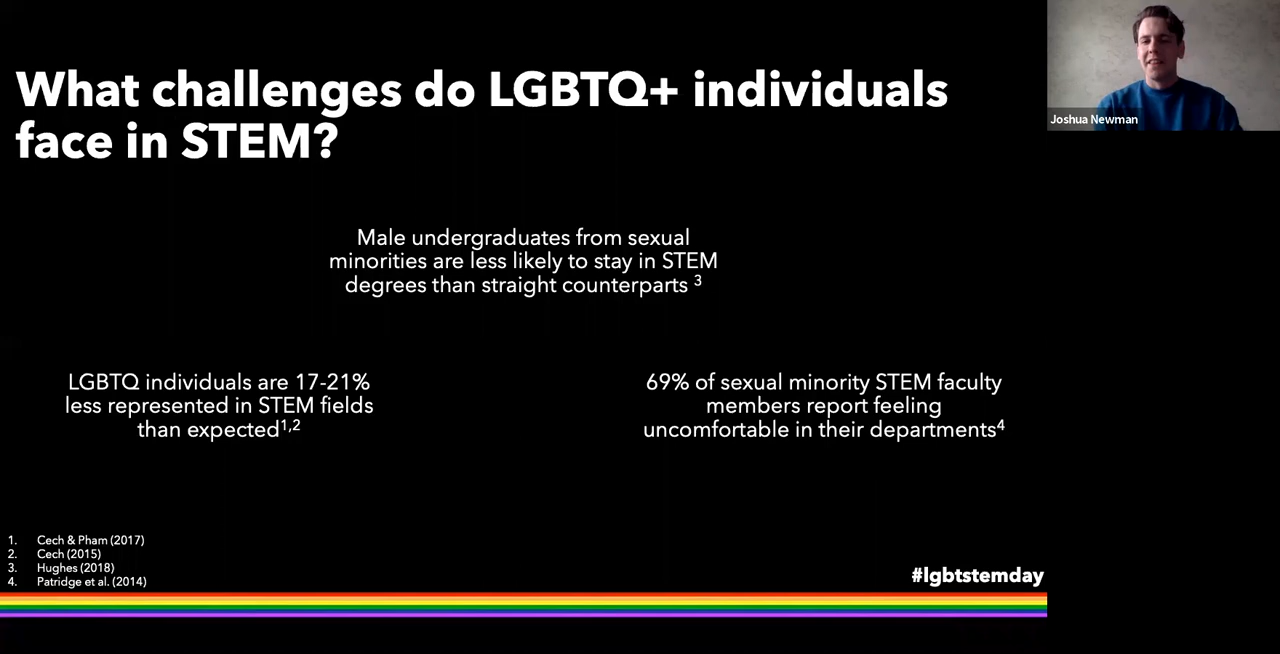 What challenges do LGBTQ+ individuals
face in STEM?
Joshua Newman
Male undergraduates from sexual
minorities are less likely to stay in STEM
degrees than straight counterparts 3
LGBTQ individuals are 17-21%
less represented in STEM fields
than expected1,2
69% of sexual minority STEM faculty
members report feeling
uncomfortable in their departments4
1. Cech & Pham (2017)
2. Cech (2015)
3. Hughes (2018)
4. Patridge et al. (2014)
#lgbtstemday